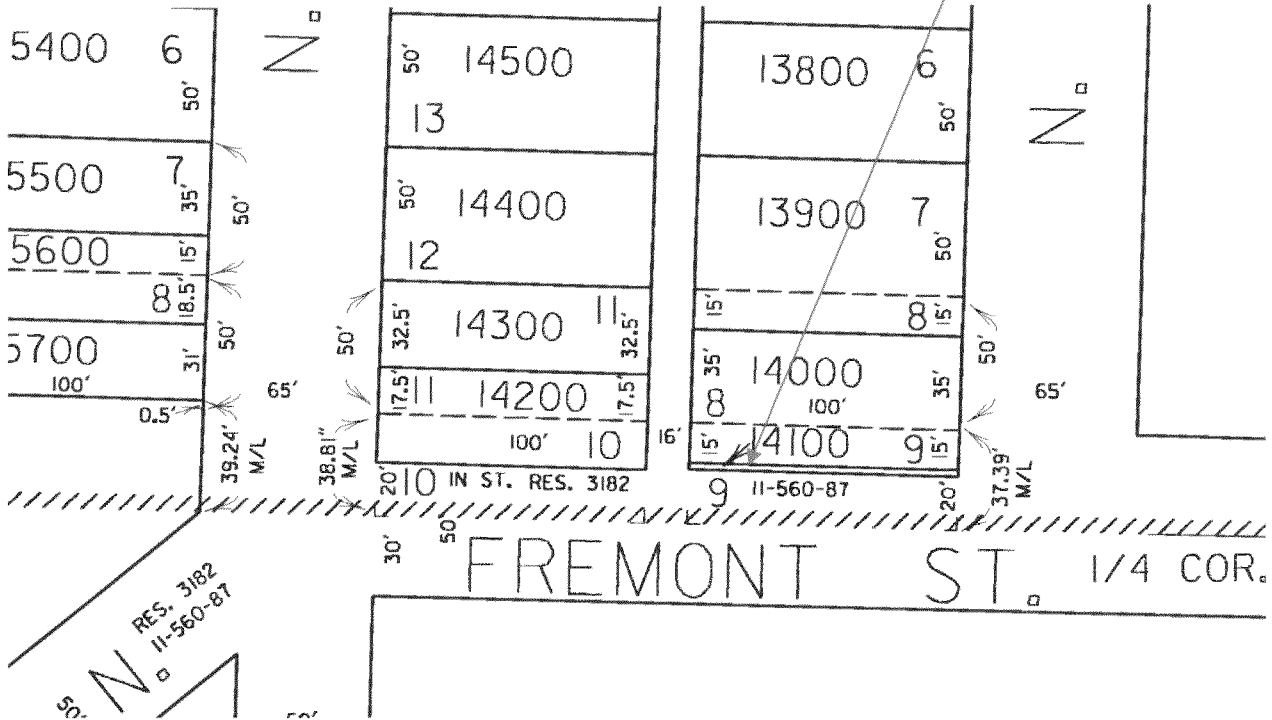 5400 6
50'
5500 7
35'
50'
5600 15'
8 18.5'
50'
5700 31'
100'
0.5'
39.24' M/L
N.
65'
50' 14500
13
50' 14400
12
50'
32.5' 14300 11 32.5'
17.5' 11 14200 17.5'
100' 10
38.81" M/L
20' 10 IN ST. RES. 3182
16'
13800 6
50'
13900 7
50'
15' 8 15'
35' 14000 35'
8 100'
50'
15' 14100 9 15'
9 11-560-87 20'
37.39' M/L
N.
65'
30' 50
FREMONT ST. 1/4 COR.
RES. 3182
11-560-87
N.
50'
50'